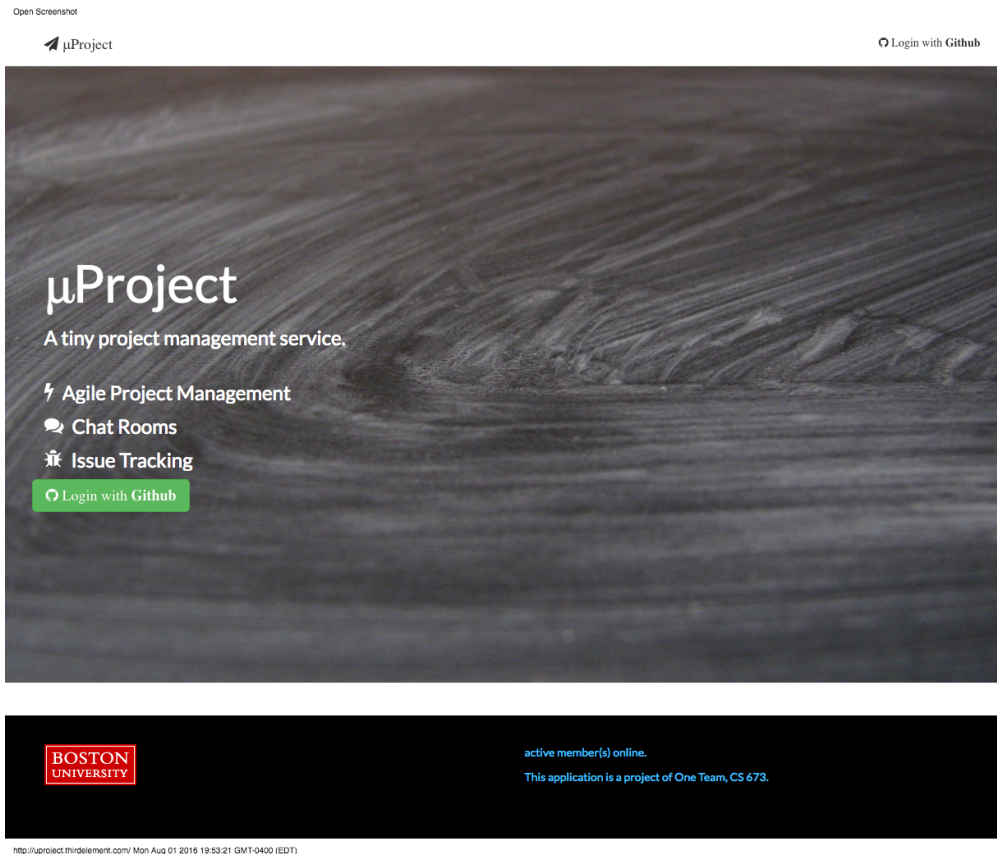 Open Screenshot
µProject
Login with Github
µProject
A tiny project management service.
Agile Project Management
Chat Rooms
Issue Tracking
Login with Github
BOSTON
UNIVERSITY
active member(s) online.
This application is a project of One Team, CS 673.
http://uproject.thirdelement.com/ Mon Aug 01 2016 19:53:21 GMT-0400 (EDT)